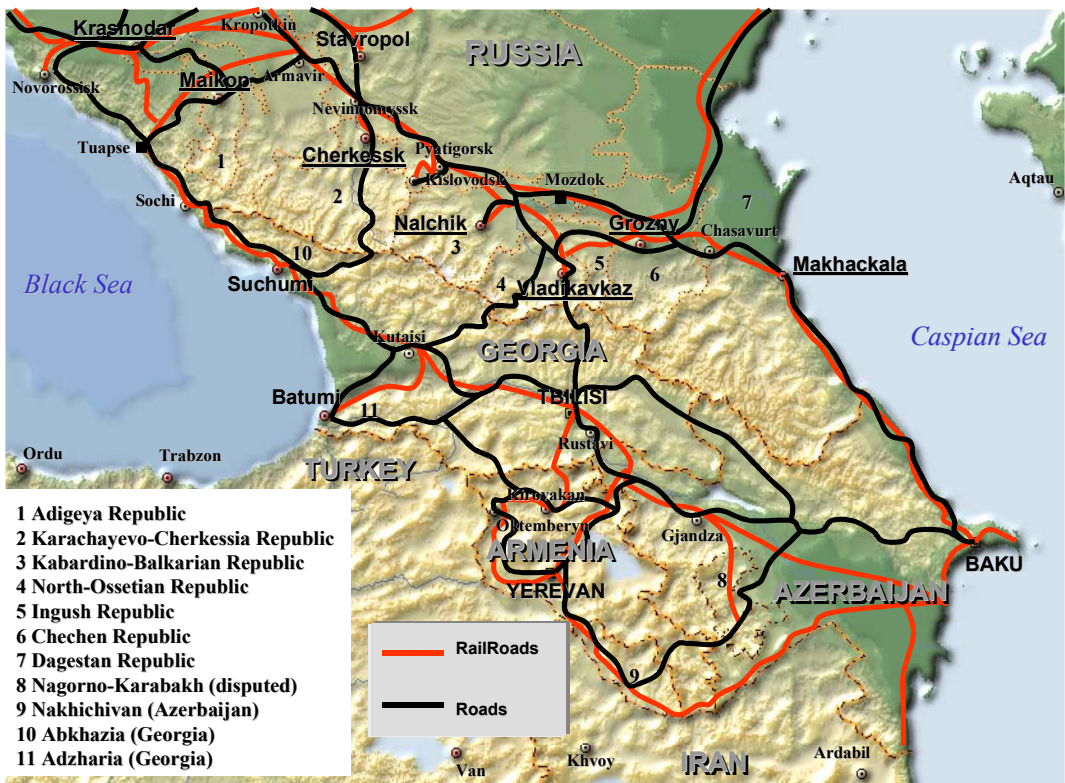 Krasnodar
Kropotkin
Stavropol
RUSSIA
Novorossisk
Maikop
Armavir
Nevinnomyssk
Tuapse
Cherkessk
Pyatigorsk
Kislovodsk
Mozdok
Aqtau
1
2
7
Sochi
Nalchik
Grozny
Chasavurt
3
10
5
6
Makhackala
Black Sea
Suchumi
4
Vladikavkaz
Kutaisi
GEORGIA
Caspian Sea
Batumi
11
TBILISI
Rustavi
Ordu
Trabzon
TURKEY
Kirovakan
Oktemberyn
Gjandza
ARMENIA
BAKU
YEREVAN
8
AZERBAIJAN
9
IRAN
Van
Khvoy
Ardabil
1 Adigeya Republic
2 Karachayevo-Cherkessia Republic
3 Kabardino-Balkarian Republic
4 North-Ossetian Republic
5 Ingush Republic
6 Chechen Republic
7 Dagestan Republic
8 Nagorno-Karabakh (disputed)
9 Nakhichivan (Azerbaijan)
10 Abkhazia (Georgia)
11 Adzharia (Georgia)
RailRoads
Roads